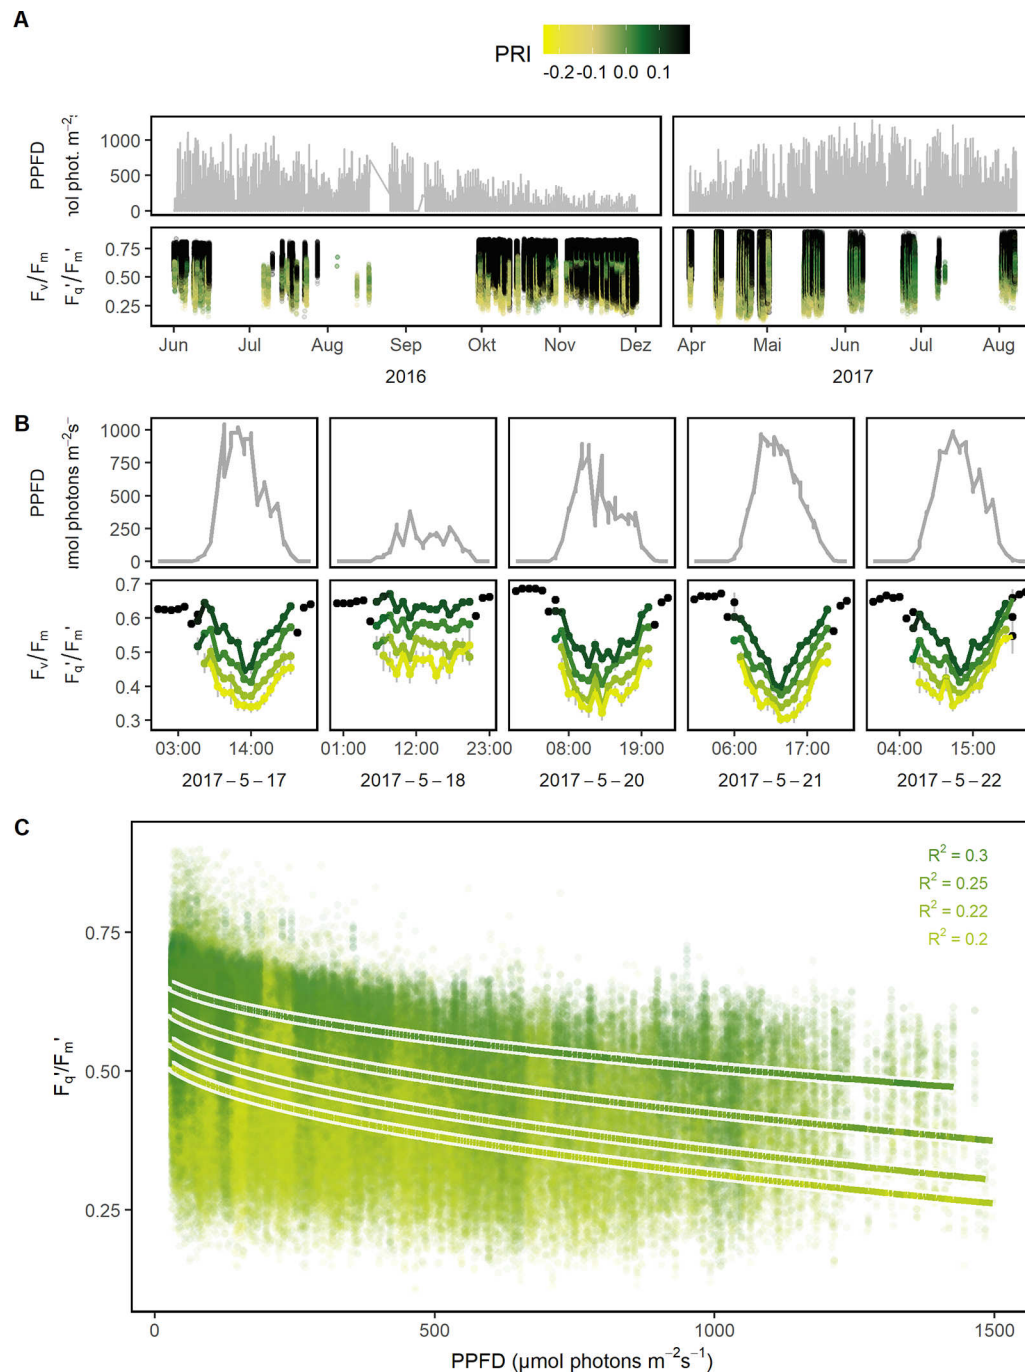 A
PRI
-0.2 -0.1 0.0 0.1
PPFD
nol phot. m⁻²s
1000
500
0
Fv/Fm
Fq'/Fm'
0.75
0.50
0.25
Jun Jul Aug Sep Okt Nov Dez
Apr Mai Jun Jul Aug
2016
2017
B
PPFD
µmol photons m⁻²s⁻
1000
750
500
250
0
Fv/Fm
Fq'/Fm'
0.7
0.6
0.5
0.4
0.3
03:00 14:00
01:00 12:00 23:00
08:00 19:00
06:00 17:00
04:00 15:00
2017 – 5 – 17
2017 – 5 – 18
2017 – 5 – 20
2017 – 5 – 21
2017 – 5 – 22
C
R² = 0.3
R² = 0.25
R² = 0.22
R² = 0.2
Fq'/Fm'
0.75
0.50
0.25
0 500 1000 1500
PPFD (µmol photons m⁻²s⁻¹)